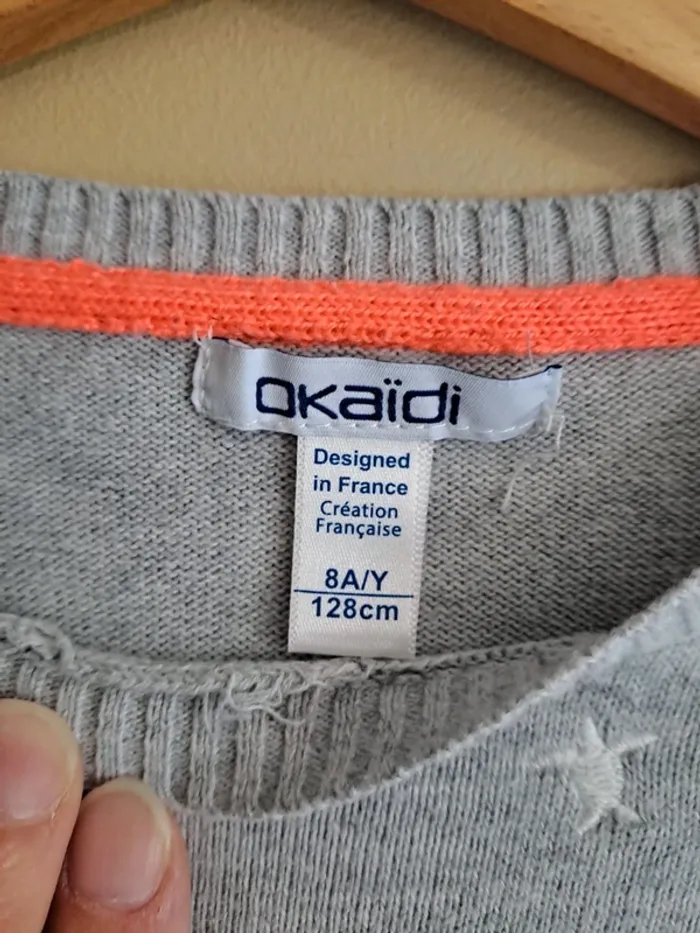 Okaïdi
Designed
in France
Création
Française
8A/Y
128cm